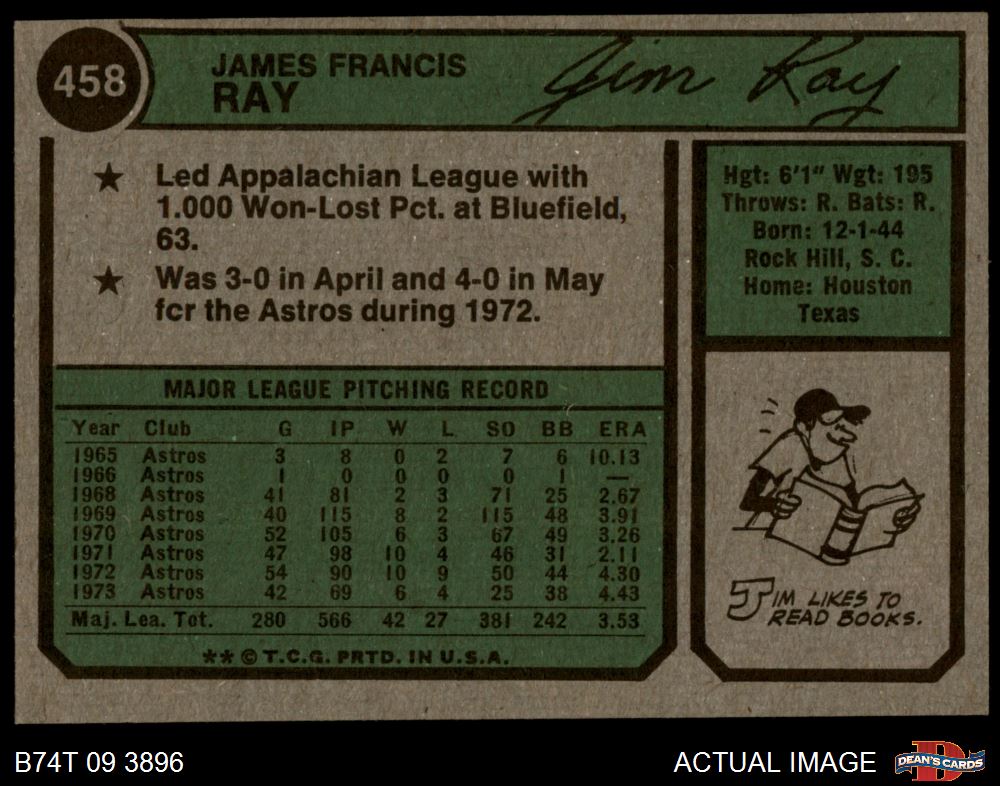 458
JAMES FRANCIS
RAY
Jim Ray
★ Led Appalachian League with
1.000 Won-Lost Pct. at Bluefield,
63.
★ Was 3-0 in April and 4-0 in May
fcr the Astros during 1972.
Hgt: 6'1" Wgt: 195
Throws: R. Bats: R.
Born: 12-1-44
Rock Hill, S. C.
Home: Houston
Texas
MAJOR LEAGUE PITCHING RECORD
Year Club G IP W L SO BB ERA
1965 Astros 3 8 0 2 7 6 10.13
1966 Astros 1 0 0 0 0 1 —
1968 Astros 41 81 2 3 71 25 2.67
1969 Astros 40 115 8 2 115 48 3.91
1970 Astros 52 105 6 3 67 49 3.26
1971 Astros 47 98 10 4 46 31 2.11
1972 Astros 54 90 10 9 50 44 4.30
1973 Astros 42 69 6 4 25 38 4.43
Maj. Lea. Tot. 280 566 42 27 381 242 3.53
** © T.C.G. PRTD. IN U.S.A.
JIM LIKES TO
READ BOOKS.
B74T 09 3896
ACTUAL IMAGE
D
DEAN'S CARDS